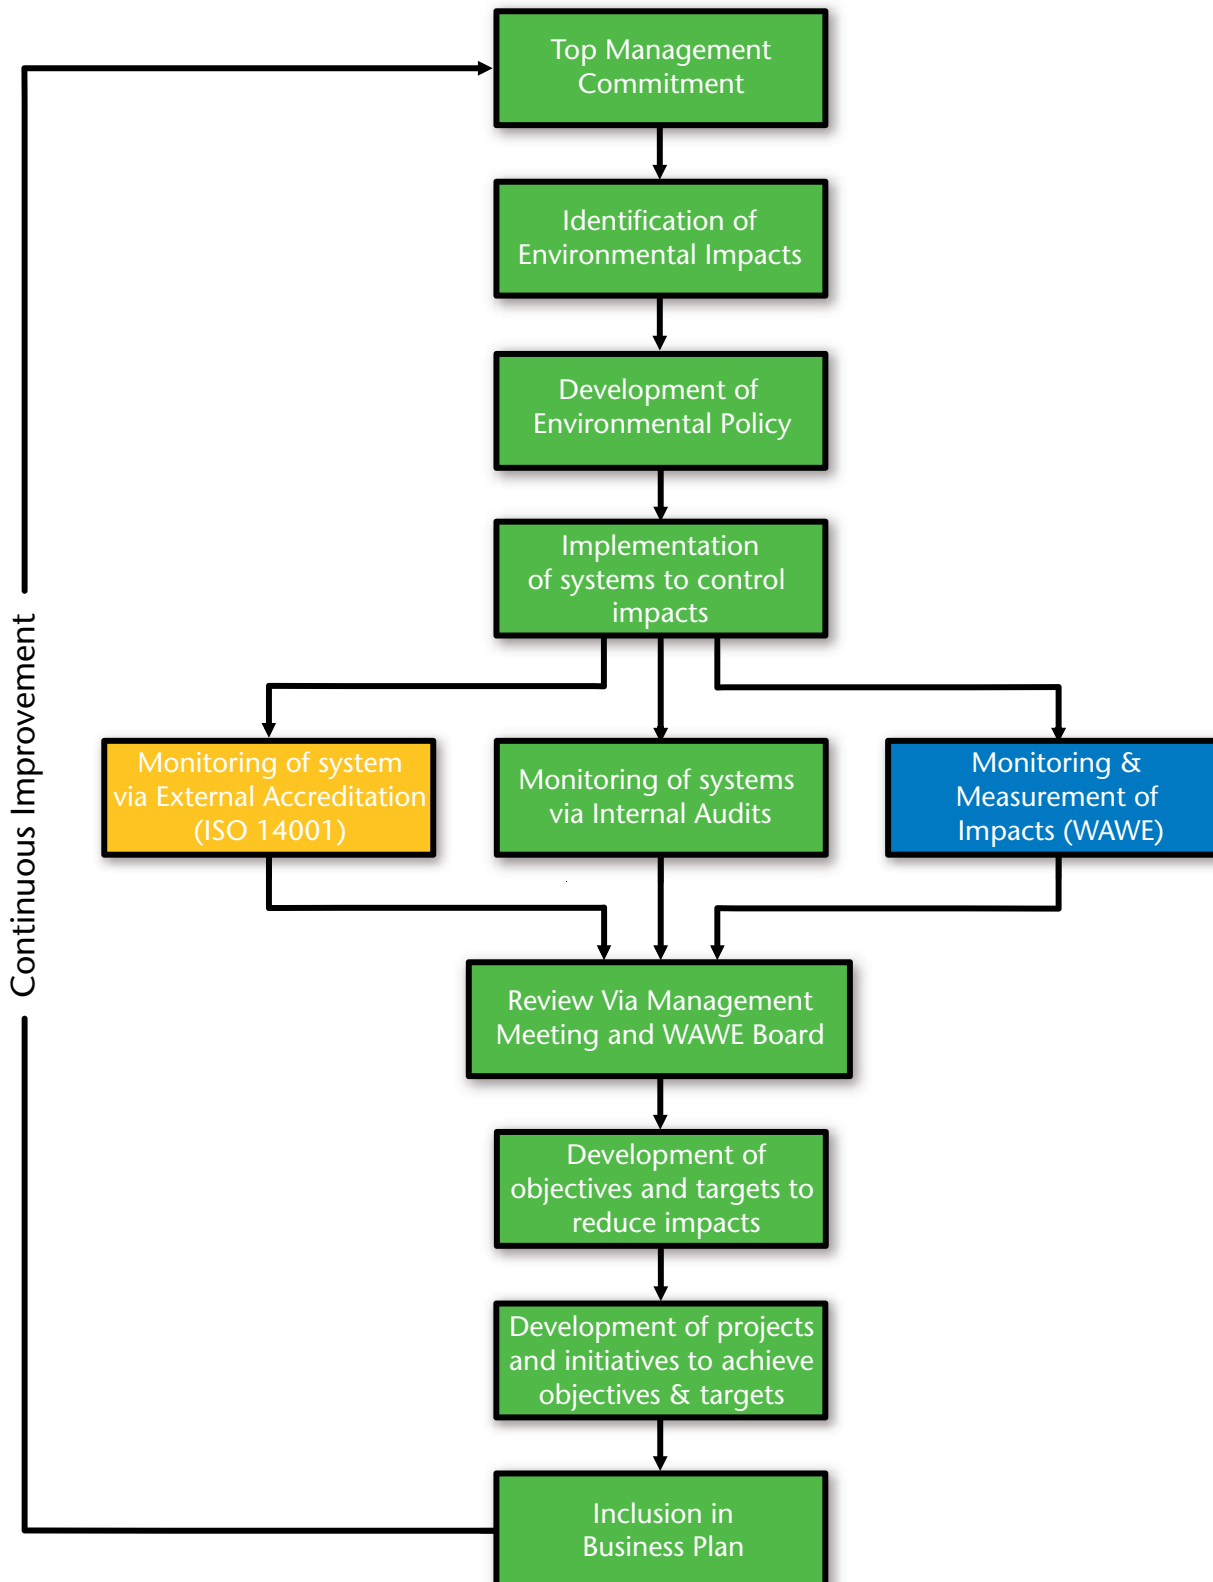 Top Management
Commitment
Identification of
Environmental Impacts
Development of
Environmental Policy
Implementation
of systems to control
impacts
Continuous Improvement
Monitoring of system
via External Accreditation
(ISO 14001)
Monitoring of systems
via Internal Audits
Monitoring &
Measurement of
Impacts (WAWE)
Review Via Management
Meeting and WAWE Board
Development of
objectives and targets to
reduce impacts
Development of projects
and initiatives to achieve
objectives & targets
Inclusion in
Business Plan